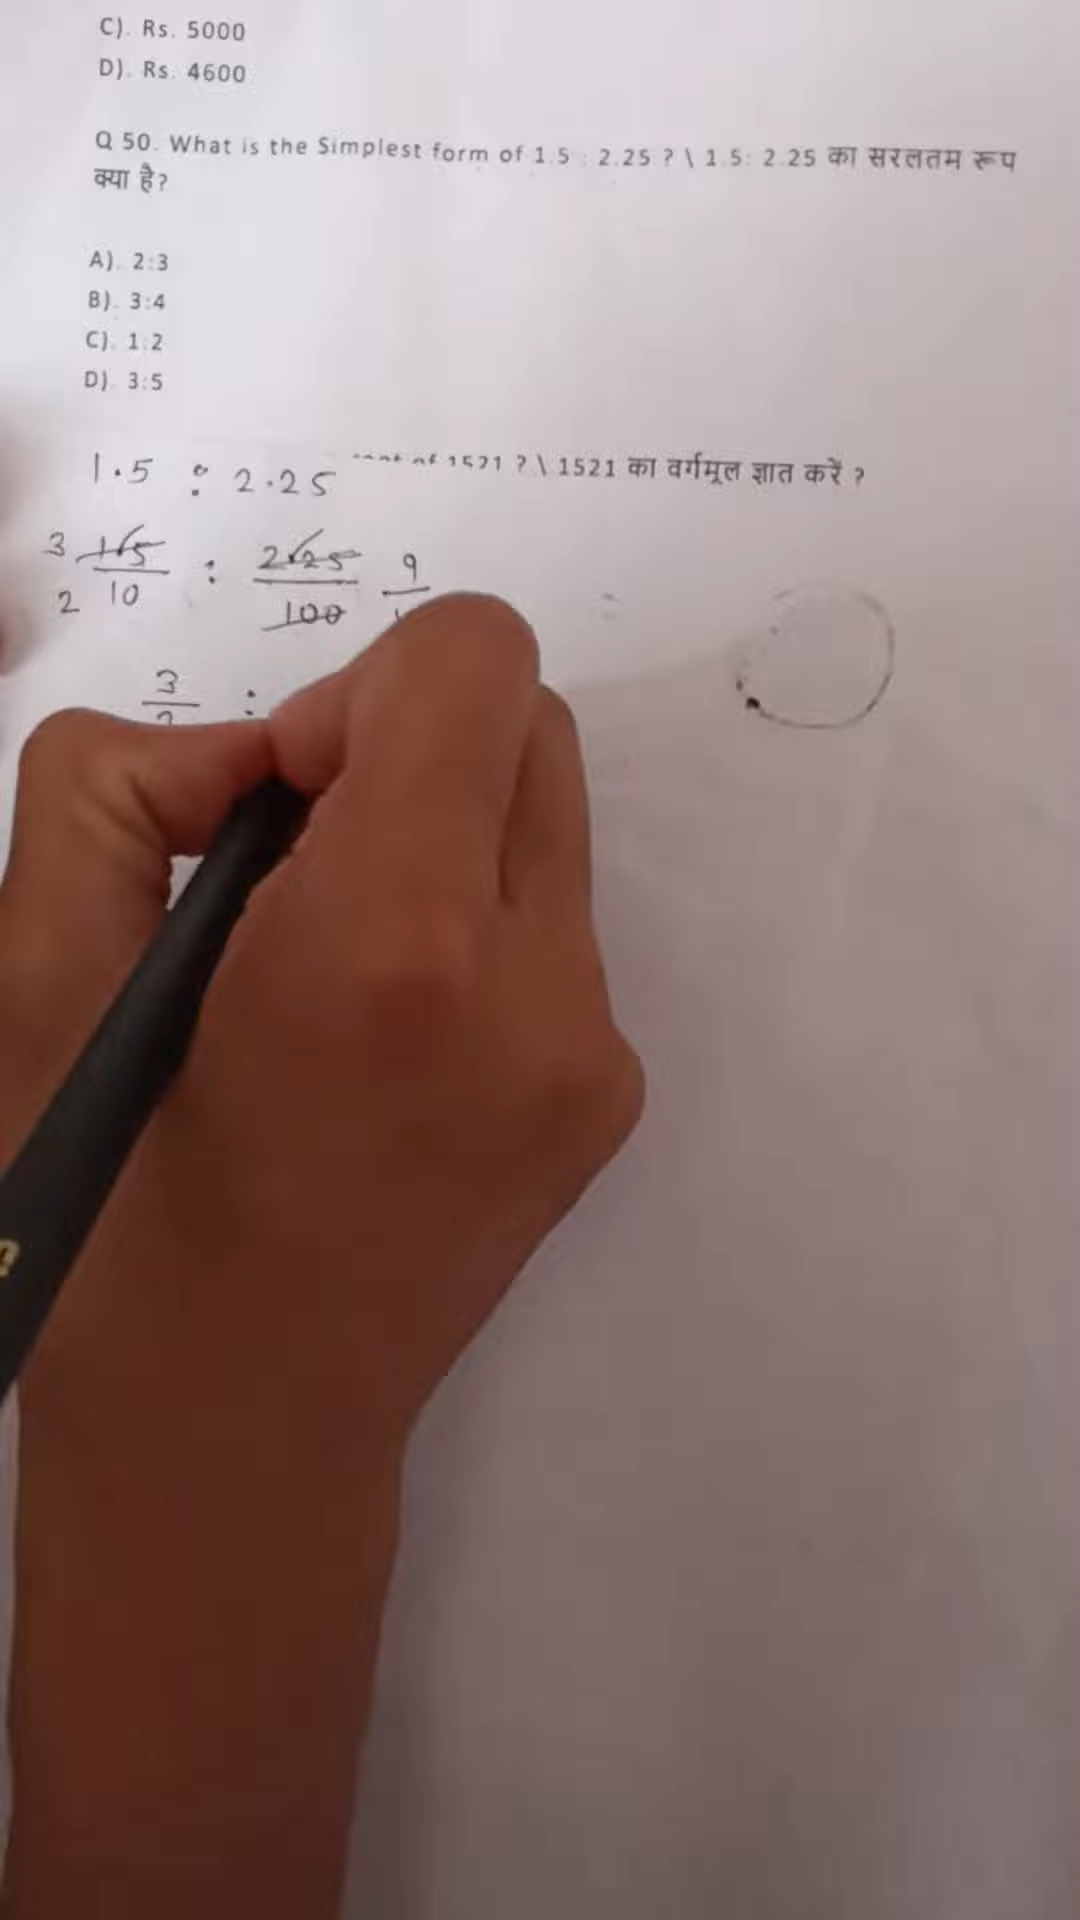 C). Rs. 5000
D). Rs. 4600
Q 50. What is the Simplest form of 1.5 : 2.25 ? \ 1.5: 2.25 का सरलतम रूप
क्या है?
A). 2:3
B). 3:4
C). 1:2
D). 3:5
of 1521 ? \ 1521 का वर्गमूल ज्ञात करें ?
1.5 : 2.25
3 15 : 225 9
2 10 100
3 :